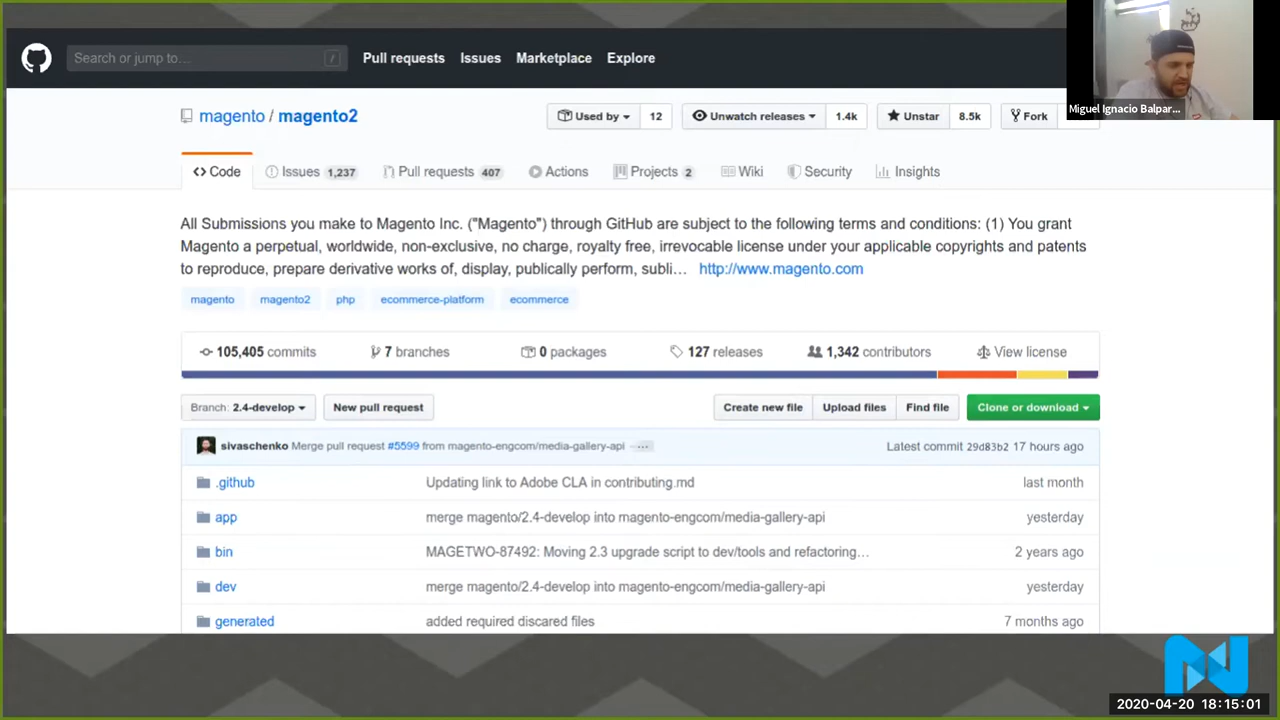 Search or jump to… /
Pull requests Issues Marketplace Explore
Miguel Ignacio Balpar...
magento / magento2
Used by 12 Unwatch releases 1.4k Unstar 8.5k Fork
Code Issues 1,237 Pull requests 407 Actions Projects 2 Wiki Security Insights
All Submissions you make to Magento Inc. ("Magento") through GitHub are subject to the following terms and conditions: (1) You grant
Magento a perpetual, worldwide, non-exclusive, no charge, royalty free, irrevocable license under your applicable copyrights and patents
to reproduce, prepare derivative works of, display, publically perform, subli… http://www.magento.com
magento magento2 php ecommerce-platform ecommerce
105,405 commits 7 branches 0 packages 127 releases 1,342 contributors View license
Branch: 2.4-develop New pull request Create new file Upload files Find file Clone or download
sivaschenko Merge pull request #5599 from magento-engcom/media-gallery-api ... Latest commit 29d83b2 17 hours ago
.github Updating link to Adobe CLA in contributing.md last month
app merge magento/2.4-develop into magento-engcom/media-gallery-api yesterday
bin MAGETWO-87492: Moving 2.3 upgrade script to dev/tools and refactoring… 2 years ago
dev merge magento/2.4-develop into magento-engcom/media-gallery-api yesterday
generated added required discared files 7 months ago
2020-04-20 18:15:01